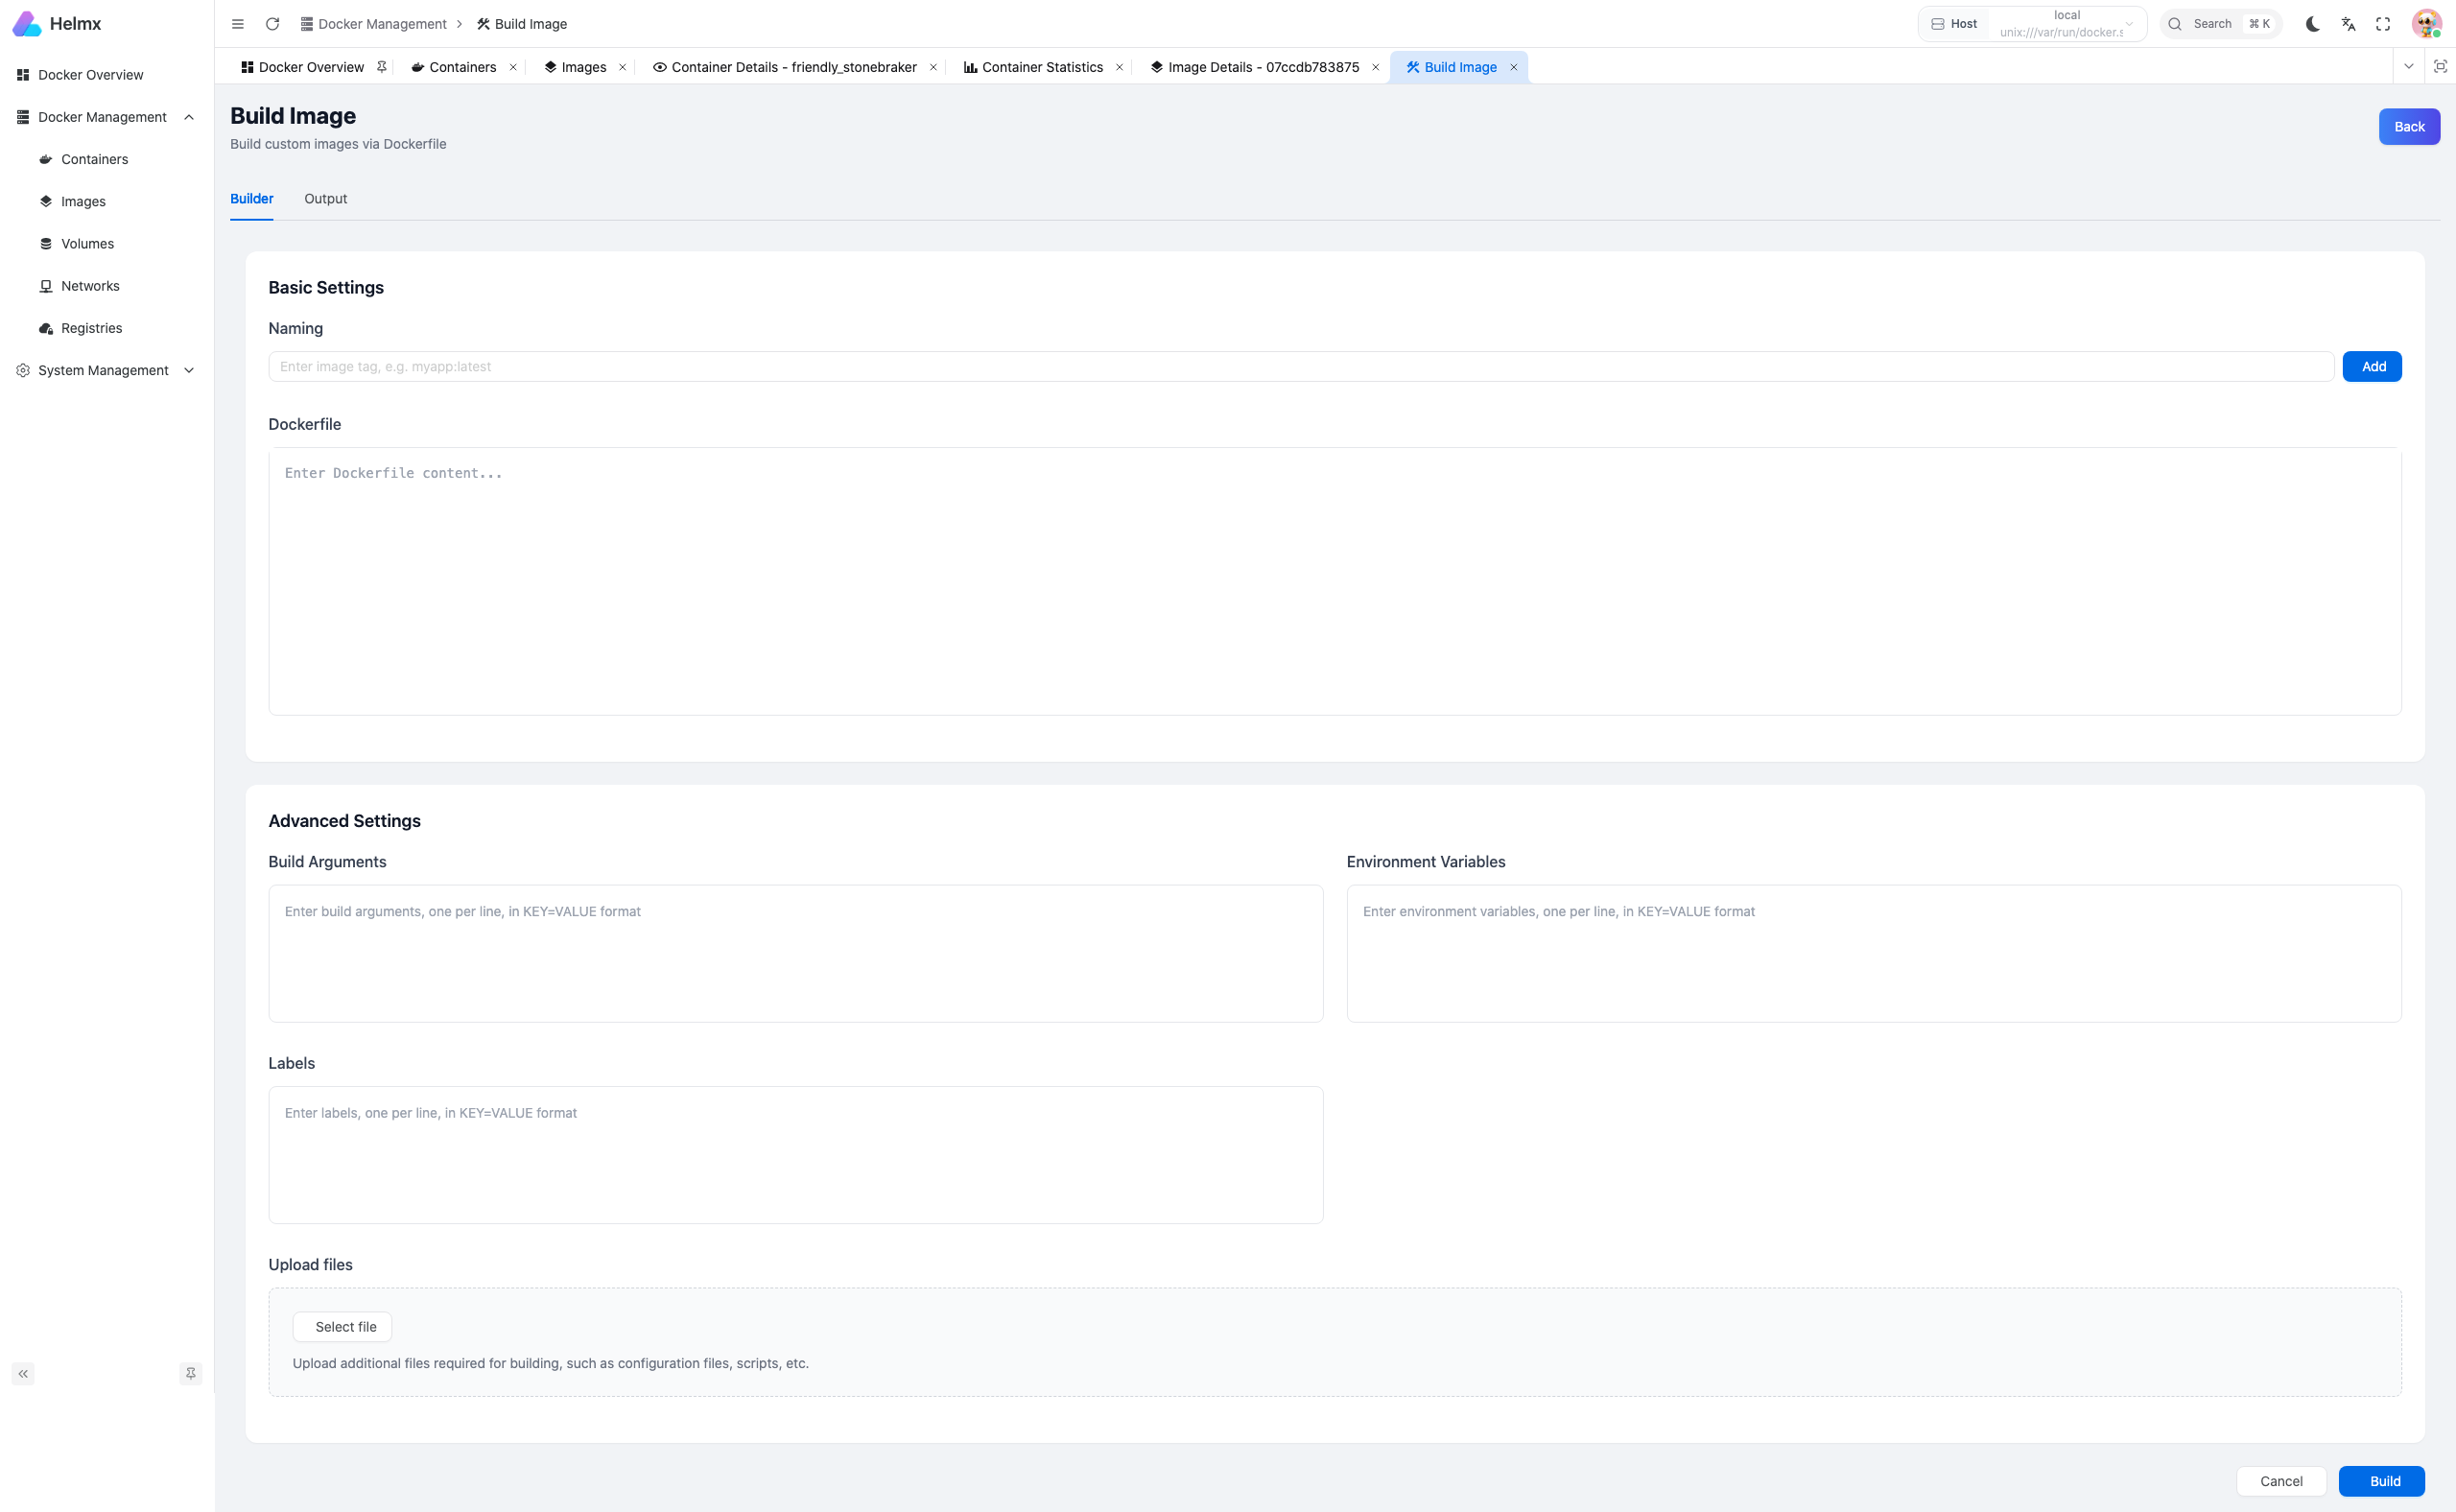 Helmx
Docker Management
Build Image
Host
local
unix:///var/run/docker.s
Search
⌘ K
Docker Overview
Docker Management
Containers
Images
Volumes
Networks
Registries
System Management
Docker Overview
Containers
Images
Container Details - friendly_stonebraker
Container Statistics
Image Details - 07ccdb783875
Build Image
Build Image
Build custom images via Dockerfile
Back
Builder
Output
Basic Settings
Naming
Enter image tag, e.g. myapp:latest
Add
Dockerfile
Enter Dockerfile content...
Advanced Settings
Build Arguments
Enter build arguments, one per line, in KEY=VALUE format
Environment Variables
Enter environment variables, one per line, in KEY=VALUE format
Labels
Enter labels, one per line, in KEY=VALUE format
Upload files
Select file
Upload additional files required for building, such as configuration files, scripts, etc.
Cancel
Build